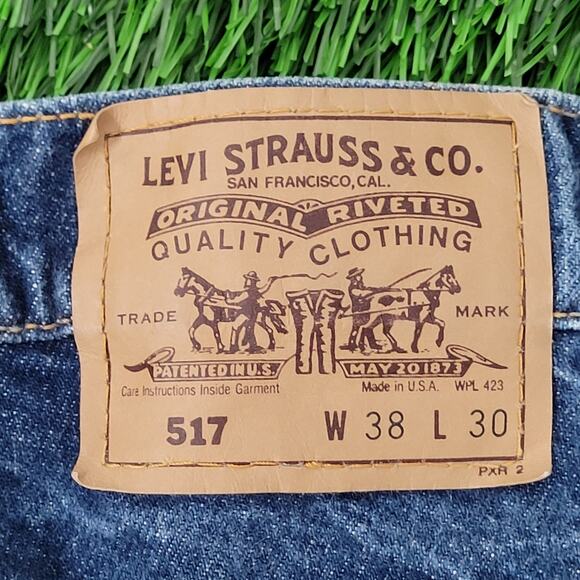 LEVI STRAUSS & CO.
SAN FRANCISCO, CAL.
ORIGINAL RIVETED
QUALITY CLOTHING
TRADE MARK
PATENTED IN U.S. MAY 20 1873
Care Instructions Inside Garment Made in U.S.A. WPL 423
517 W 38 L 30
PXR 2